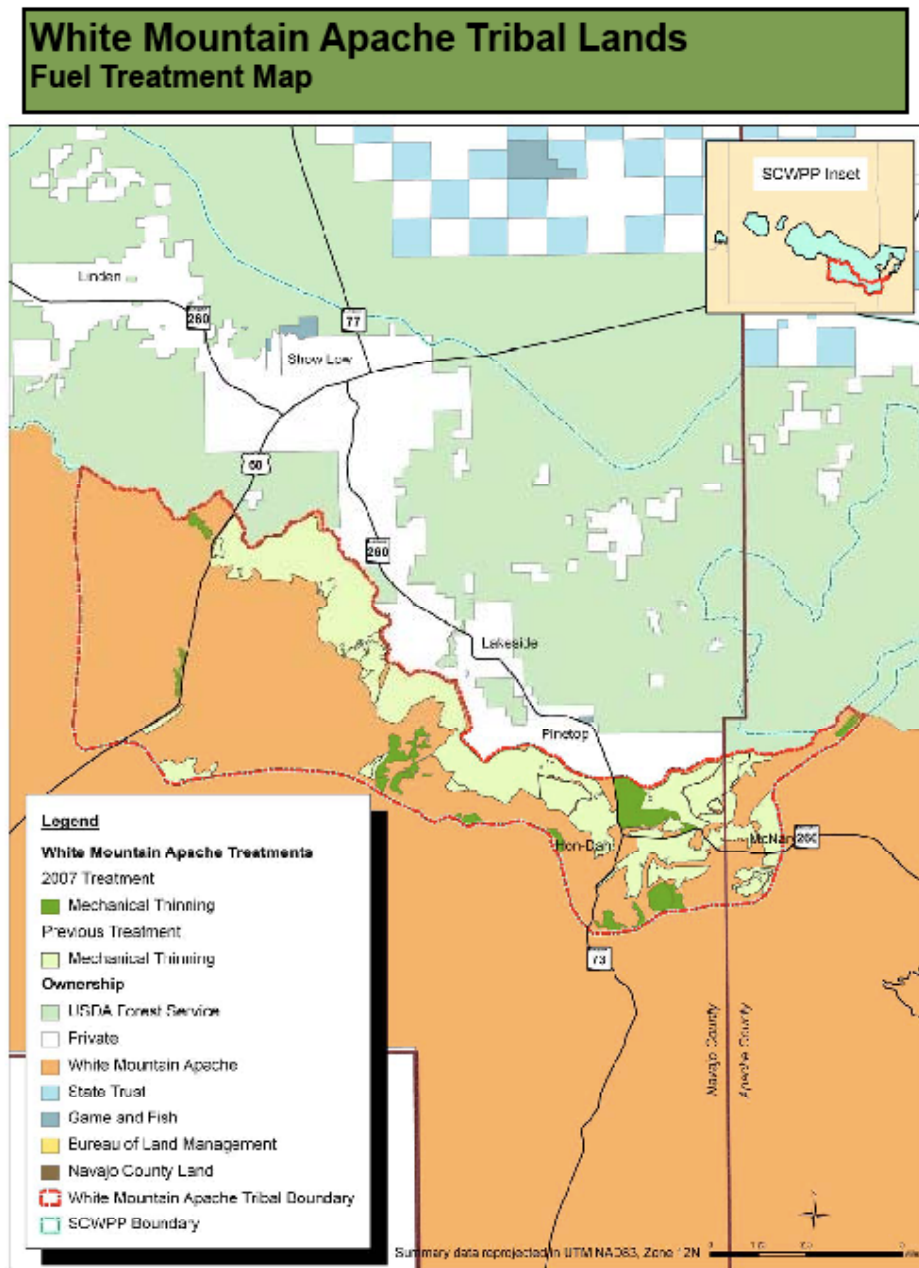 White Mountain Apache Tribal Lands
Fuel Treatment Map
SCWPP Inset
Linden
260
77
Show Low
60
260
Lakeside
Pinetop
Hon-Dah
McNar
260
73
Navajo County
Apache County
Legend
White Mountain Apache Treatments
2007 Treatment
Mechanical Thinning
Previous Treatment
Mechanical Thinning
Ownership
USDA Forest Service
Private
White Mountain Apache
State Trust
Game and Fish
Bureau of Land Management
Navajo County Land
White Mountain Apache Tribal Boundary
SCWPP Boundary
Summary data reprojected in UTM NAD83, Zone 12N